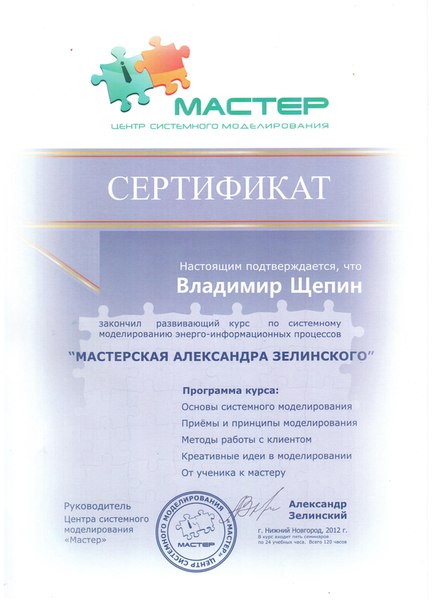 МАСТЕР
ЦЕНТР СИСТЕМНОГО МОДЕЛИРОВАНИЯ
СЕРТИФИКАТ
Настоящим подтверждается, что
Владимир Щепин
закончил развивающий курс по системному
моделированию энерго-информационных процессов
"МАСТЕРСКАЯ АЛЕКСАНДРА ЗЕЛИНСКОГО"
Программа курса:
Основы системного моделирования
Приёмы и принципы моделирования
Методы работы с клиентом
Креативные идеи в моделировании
От ученика к мастеру
Руководитель
Центра системного
моделирования
«Мастер»
ЦЕНТР СИСТЕМНОГО МОДЕЛИРОВАНИЯ «МАСТЕР»
МАСТЕР
Александр
Зелинский
г. Нижний Новгород, 2012 г.
В курс входит пять семинаров
по 24 учебных часа. Всего 120 часов